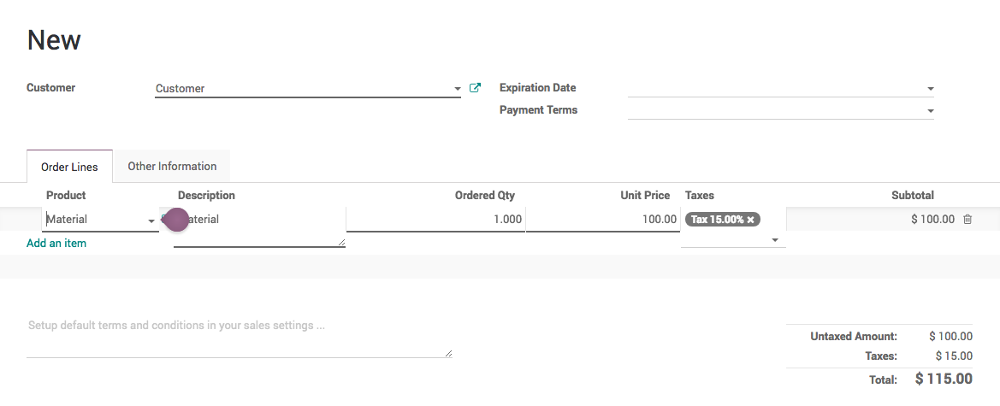 New
Customer Customer Expiration Date
Payment Terms
Order Lines Other Information
Product Description Ordered Qty Unit Price Taxes Subtotal
Material 1.000 100.00 Tax 15.00% × $ 100.00
Add an item
Setup default terms and conditions in your sales settings ...
Untaxed Amount: $ 100.00
Taxes: $ 15.00
Total: $ 115.00